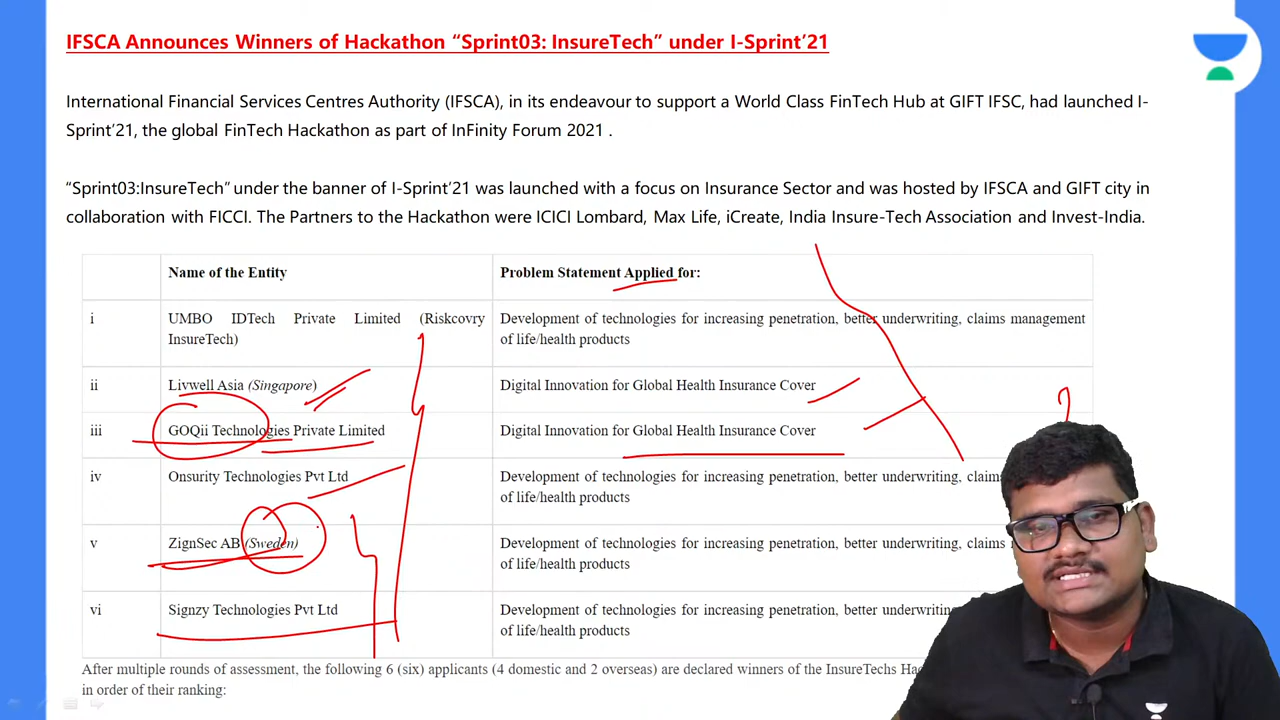 IFSCA Announces Winners of Hackathon “Sprint03: InsureTech” under I-Sprint’21
International Financial Services Centres Authority (IFSCA), in its endeavour to support a World Class FinTech Hub at GIFT IFSC, had launched I-
Sprint’21, the global FinTech Hackathon as part of InFinity Forum 2021 .
“Sprint03:InsureTech” under the banner of I-Sprint’21 was launched with a focus on Insurance Sector and was hosted by IFSCA and GIFT city in
collaboration with FICCI. The Partners to the Hackathon were ICICI Lombard, Max Life, iCreate, India Insure-Tech Association and Invest-India.
Name of the Entity Problem Statement Applied for:
i UMBO IDTech Private Limited (Riskcovry Development of technologies for increasing penetration, better underwriting, claims management
InsureTech) of life/health products
ii Livwell Asia (Singapore) Digital Innovation for Global Health Insurance Cover
iii GOQii Technologies Private Limited Digital Innovation for Global Health Insurance Cover
iv Onsurity Technologies Pvt Ltd Development of technologies for increasing penetration, better underwriting,
of life/health products
v ZignSec AB (Sweden) Development of technologies for increasing penetration, better underwriting,
of life/health products
vi Signzy Technologies Pvt Ltd Development of technologies for increasing penetration, better
of life/health products
After multiple rounds of assessment, the following 6 (six) applicants (4 domestic and 2 overseas) are declared winners of the InsureTechs
in order of their ranking: